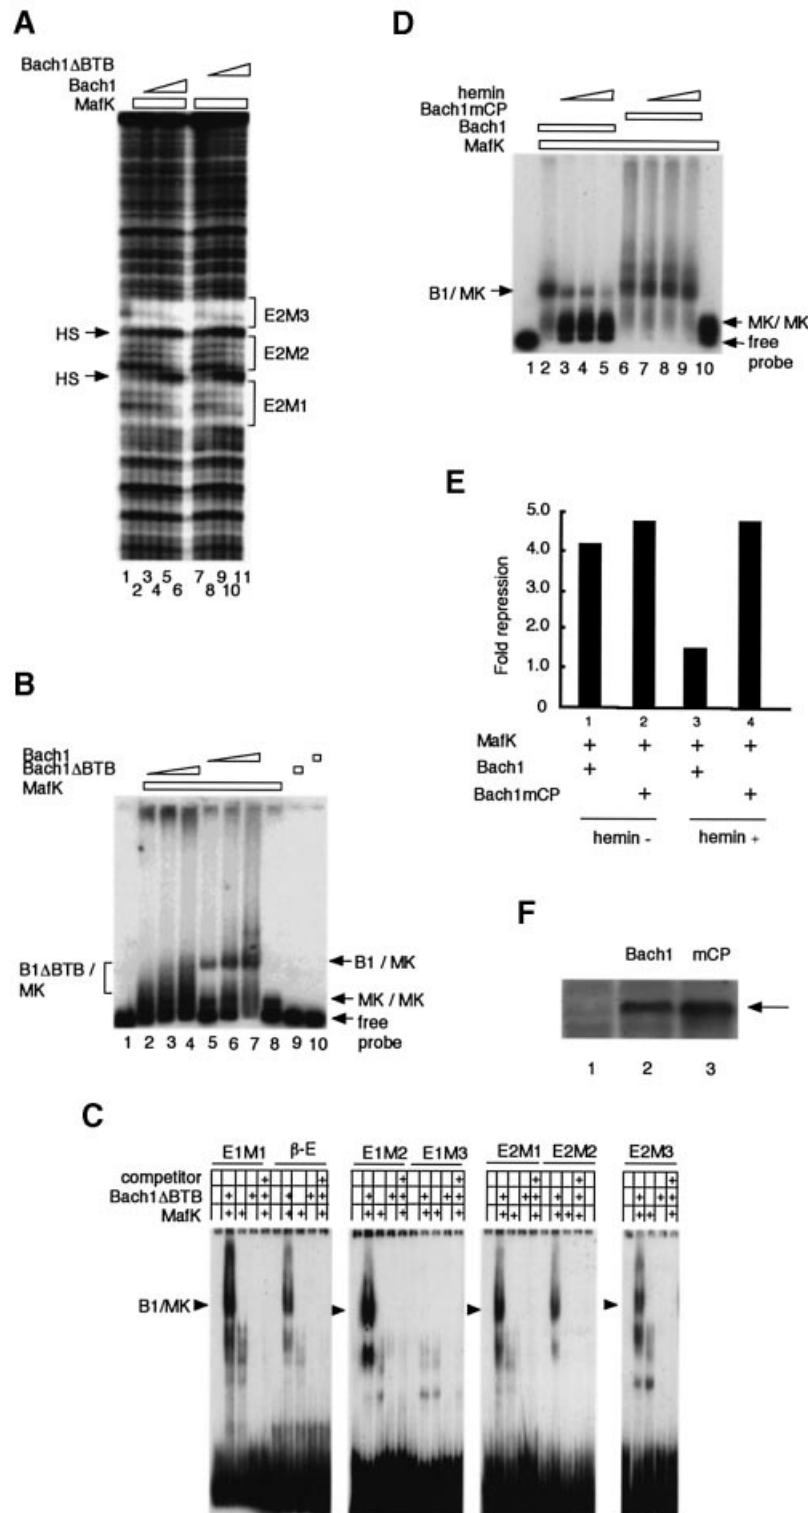 A
Bach1ΔBTB
Bach1
MafK
E2M3
HS
E2M2
HS
E2M1
1 3 5 7 9 11
2 4 6 8 10
B
Bach1
Bach1ΔBTB
MafK
B1ΔBTB /
MK
B1 / MK
MK / MK
free
probe
1 2 3 4 5 6 7 8 9 10
C
E1M1 β-E E1M2 E1M3 E2M1 E2M2 E2M3
competitor + + + + + + +
Bach1ΔBTB + ++ + ++ + ++ + ++ + ++ + ++ + ++
MafK ++ + ++ + ++ + ++ + ++ + ++ + ++ +
B1/MK
D
hemin
Bach1mCP
Bach1
MafK
B1/ MK
MK/ MK
free
probe
1 2 3 4 5 6 7 8 9 10
E
Fold repression
5.0
4.0
3.0
2.0
1.0
0
1 2 3 4
MafK + + + +
Bach1 + +
Bach1mCP + +
hemin - hemin +
F
Bach1 mCP
1 2 3